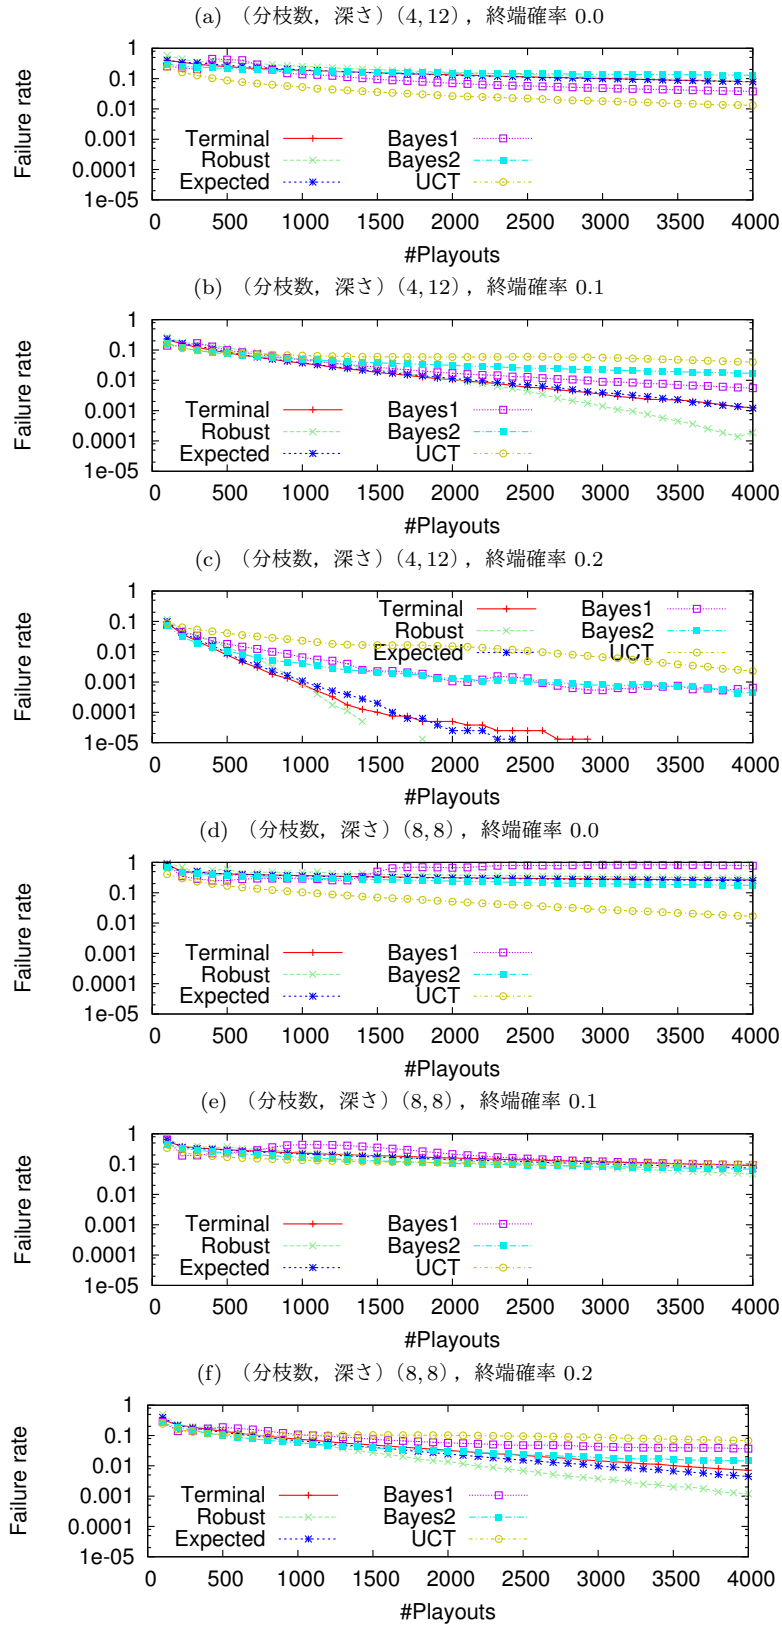 (a) （分枝数，深さ）(4, 12)，終端確率 0.0
1
0.1
0.01
0.001
0.0001
1e-05
Failure rate
Terminal
Robust
Expected
Bayes1
Bayes2
UCT
0 500 1000 1500 2000 2500 3000 3500 4000
#Playouts
(b) （分枝数，深さ）(4, 12)，終端確率 0.1
1
0.1
0.01
0.001
0.0001
1e-05
Failure rate
Terminal
Robust
Expected
Bayes1
Bayes2
UCT
0 500 1000 1500 2000 2500 3000 3500 4000
#Playouts
(c) （分枝数，深さ）(4, 12)，終端確率 0.2
1
0.1
0.01
0.001
0.0001
1e-05
Failure rate
Terminal
Robust
Expected
Bayes1
Bayes2
UCT
0 500 1000 1500 2000 2500 3000 3500 4000
#Playouts
(d) （分枝数，深さ）(8, 8)，終端確率 0.0
1
0.1
0.01
0.001
0.0001
1e-05
Failure rate
Terminal
Robust
Expected
Bayes1
Bayes2
UCT
0 500 1000 1500 2000 2500 3000 3500 4000
#Playouts
(e) （分枝数，深さ）(8, 8)，終端確率 0.1
1
0.1
0.01
0.001
0.0001
1e-05
Failure rate
Terminal
Robust
Expected
Bayes1
Bayes2
UCT
0 500 1000 1500 2000 2500 3000 3500 4000
#Playouts
(f) （分枝数，深さ）(8, 8)，終端確率 0.2
1
0.1
0.01
0.001
0.0001
1e-05
Failure rate
Terminal
Robust
Expected
Bayes1
Bayes2
UCT
0 500 1000 1500 2000 2500 3000 3500 4000
#Playouts